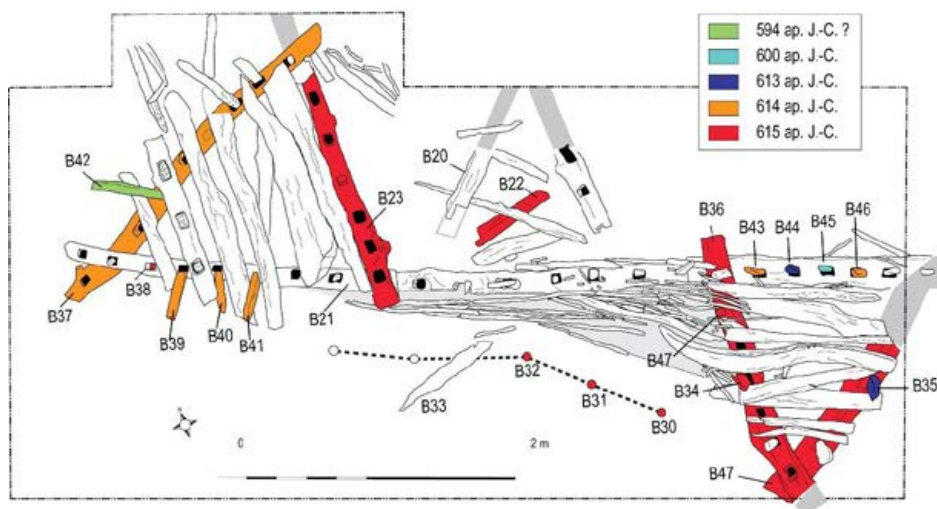 594 ap. J.-C. ?
600 ap. J.-C.
613 ap. J.-C.
614 ap. J.-C.
615 ap. J.-C.
B42
B20
B22
B23
B36
B43
B44
B45
B46
B37
B38
B39
B40
B41
B21
B47
B34
B35
B32
B33
B31
B30
0
2 m
B47